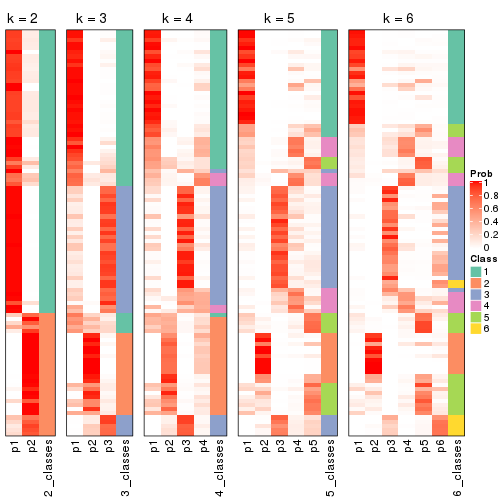 k = 2
k = 3
k = 4
k = 5
k = 6
Prob
1
0.8
0.6
0.4
0.2
0
Class
1
2
3
4
5
6
p1
p2
2_classes
p1
p2
p3
3_classes
p1
p2
p3
p4
4_classes
p1
p2
p3
p4
p5
5_classes
p1
p2
p3
p4
p5
p6
6_classes